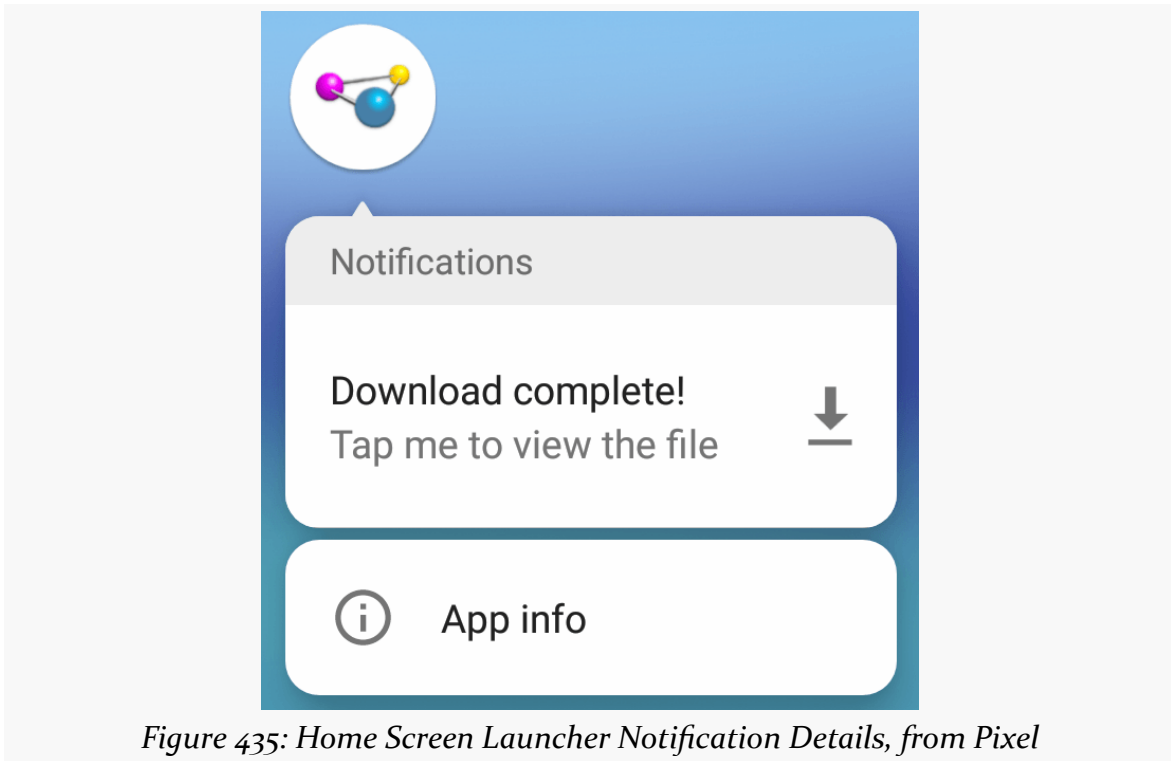 Notifications
Download complete!
Tap me to view the file
App info
Figure 435: Home Screen Launcher Notification Details, from Pixel